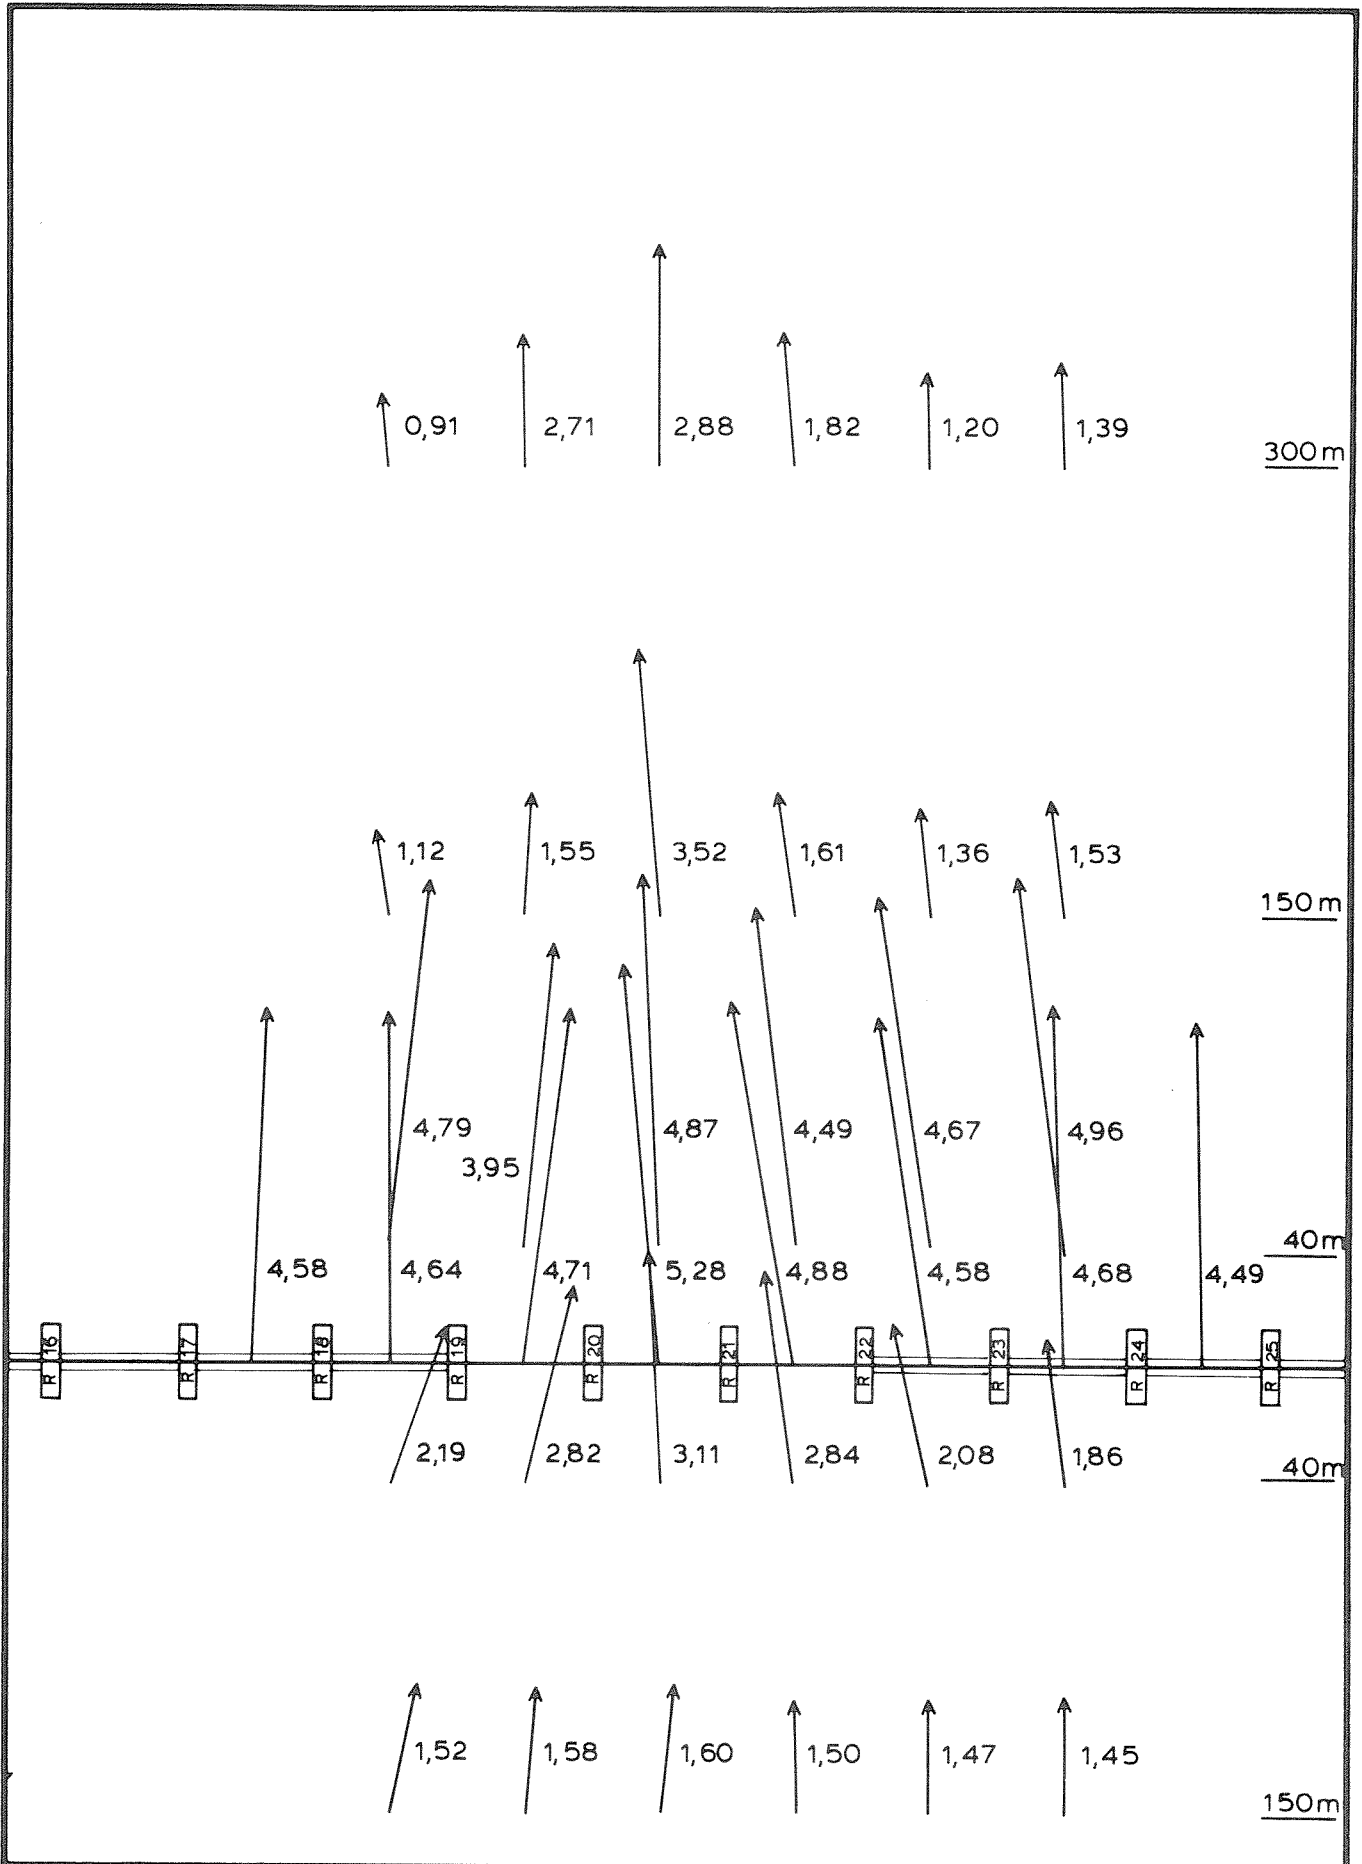 0,91 2,71 2,88 1,82 1,20 1,39
300 m
1,12 1,55 3,52 1,61 1,36 1,53
150 m
4,79 4,87 4,49 4,67 4,96
3,95
40m
4,58 4,64 4,71 5,28 4,88 4,58 4,68 4,49
R 16 R 17 R 18 R 19 R 20 R 21 R 22 R 23 R 24 R 25
2,19 2,82 3,11 2,84 2,08 1,86
40m
1,52 1,58 1,60 1,50 1,47 1,45
150m